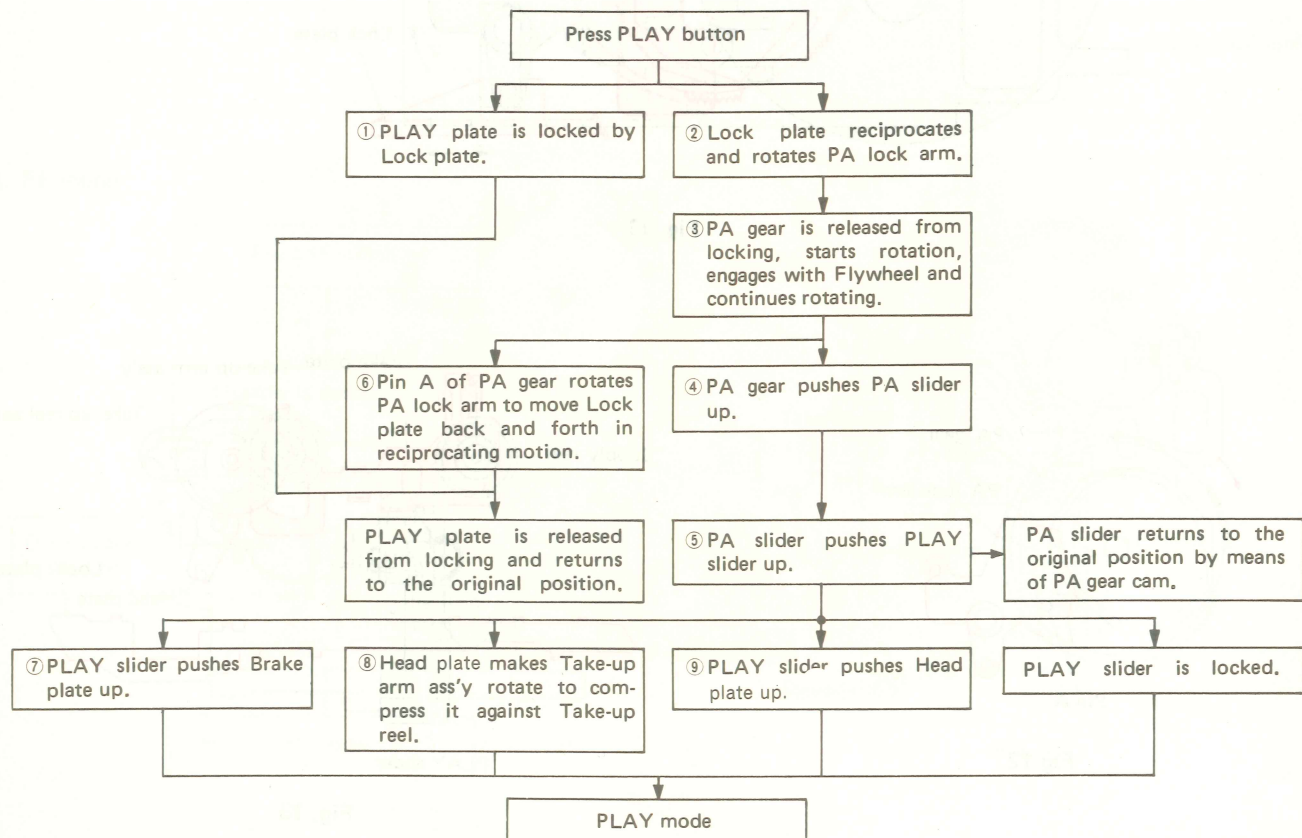 Press PLAY button
① PLAY plate is locked by
Lock plate.
② Lock plate reciprocates
and rotates PA lock arm.
③ PA gear is released from
locking, starts rotation,
engages with Flywheel and
continues rotating.
⑥ Pin A of PA gear rotates
PA lock arm to move Lock
plate back and forth in
reciprocating motion.
④ PA gear pushes PA slider
up.
PLAY plate is released
from locking and returns
to the original position.
⑤ PA slider pushes PLAY
slider up.
PA slider returns to the
original position by means
of PA gear cam.
⑦ PLAY slider pushes Brake
plate up.
⑧ Head plate makes Take-up
arm ass'y rotate to com-
press it against Take-up
reel.
⑨ PLAY slider pushes Head
plate up.
PLAY slider is locked.
PLAY mode